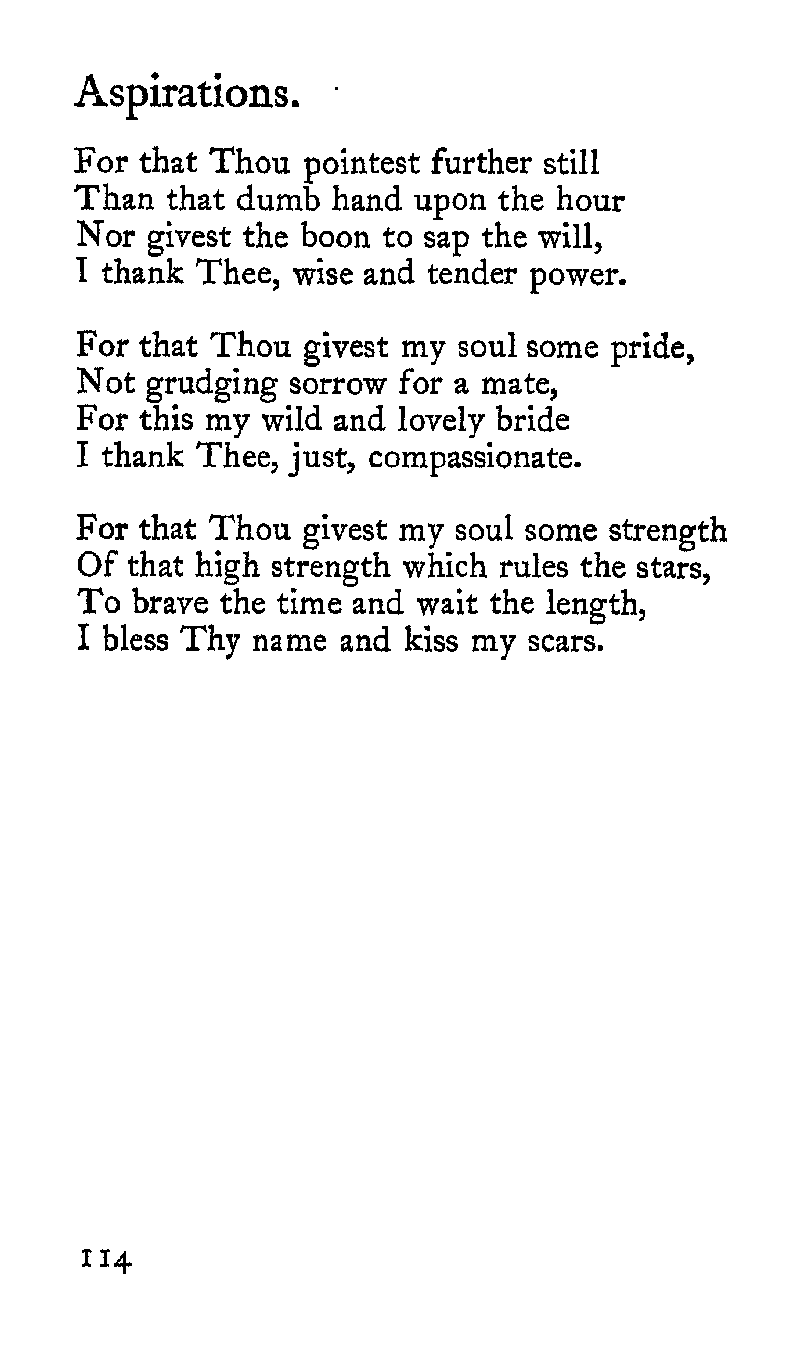 Aspirations.
For that Thou pointest further still
Than that dumb hand upon the hour
Nor givest the boon to sap the will,
I thank Thee, wise and tender power.
For that Thou givest my soul some pride,
Not grudging sorrow for a mate,
For this my wild and lovely bride
I thank Thee, just, compassionate.
For that Thou givest my soul some strength
Of that high strength which rules the stars,
To brave the time and wait the length,
I bless Thy name and kiss my scars.
114